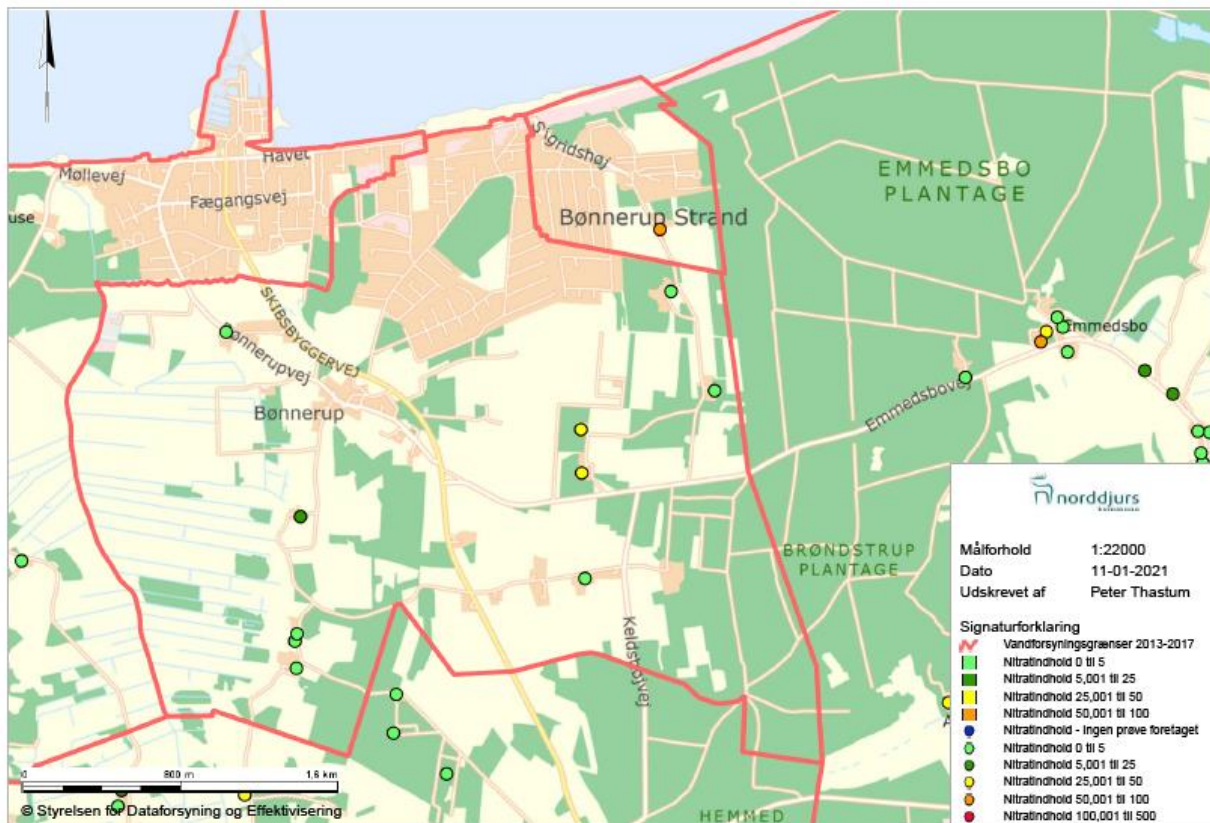 Havet
Møllevej
Fægangsvej
use
Sigridshøj
EMMEDSBO
PLANTAGE
Bønnerup Strand
SKIBSBYGGERVEJ
Bønnerupvej
Bønnerup
Emmedsbo
Emmedsbovej
BRØNDSTRUP
PLANTAGE
Keldsbojvej
A
HEMMED
0 800 m 1,6 km
© Styrelsen for Dataforsyning og Effektivisering
norddjurs
kommune
Målforhold 1:22000
Dato 11-01-2021
Udskrevet af Peter Thastum
Signaturforklaring
Vandforsyningsgrænser 2013-2017
Nitratindhold 0 til 5
Nitratindhold 5,001 til 25
Nitratindhold 25,001 til 50
Nitratindhold 50,001 til 100
Nitratindhold - ingen prøve foretaget
Nitratindhold 0 til 5
Nitratindhold 5,001 til 25
Nitratindhold 25,001 til 50
Nitratindhold 50,001 til 100
Nitratindhold 100,001 til 500